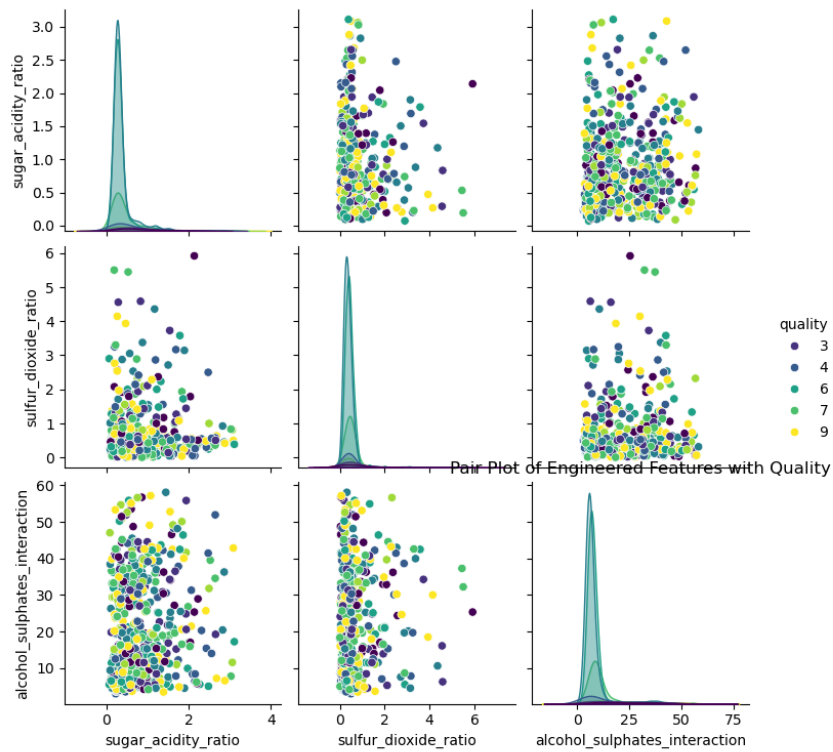 sugar_acidity_ratio
3.0
2.5
2.0
1.5
1.0
0.5
0.0
sulfur_dioxide_ratio
6
5
4
3
2
1
0
quality
3
4
6
7
9
Pair Plot of Engineered Features with Quality
alcohol_sulphates_interaction
60
50
40
30
20
10
0 2 4
0 2 4 6
0 25 50 75
sugar_acidity_ratio sulfur_dioxide_ratio alcohol_sulphates_interaction